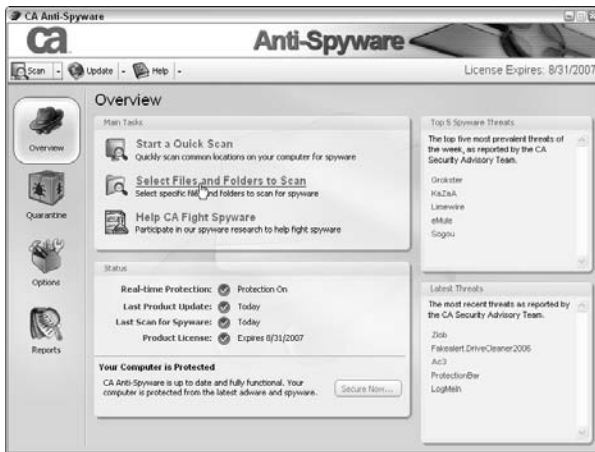 CA Anti-Spyware
ca
Anti-Spyware
Scan
Update
Help
License Expires: 8/31/2007
Overview
Quarantine
Options
Reports
Overview
Main Tasks
Start a Quick Scan
Quickly scan common locations on your computer for spyware
Select Files and Folders to Scan
Select specific files and folders to scan for spyware
Help CA Fight Spyware
Participate in our spyware research to help fight spyware
Status
Real-time Protection: Protection On
Last Product Update: Today
Last Scan for Spyware: Today
Product License: Expires 8/31/2007
Your Computer is Protected
CA Anti-Spyware is up to date and fully functional. Your
computer is protected from the latest adware and spyware.
Secure Now...
Top 5 Spyware Threats
The top five most prevalent threats of
the week, as reported by the CA
Security Advisory Team.
Grokster
KaZaA
Limewire
eMule
Sogou
Latest Threats
The most recent threats as reported by
the CA Security Advisory Team.
Zlob
Fakealert.DriveCleaner2006
Ac3
ProtectionBar
LogMeIn